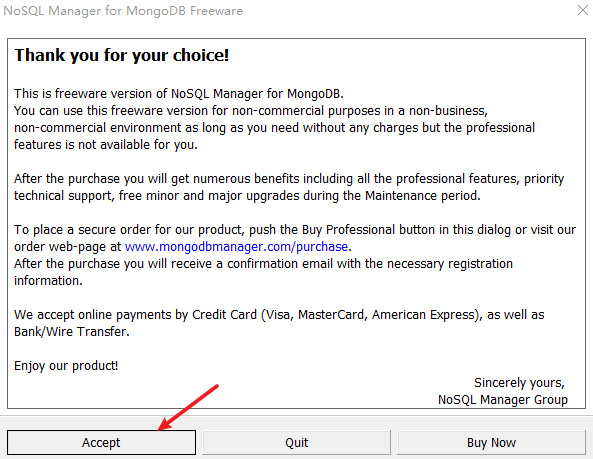 NoSQL Manager for MongoDB Freeware
Thank you for your choice!
This is freeware version of NoSQL Manager for MongoDB.
You can use this freeware version for non-commercial purposes in a non-business,
non-commercial environment as long as you need without any charges but the professional
features is not available for you.
After the purchase you will get numerous benefits including all the professional features, priority
technical support, free minor and major upgrades during the Maintenance period.
To place a secure order for our product, push the Buy Professional button in this dialog or visit our
order web-page at www.mongodbmanager.com/purchase.
After the purchase you will receive a confirmation email with the necessary registration
information.
We accept online payments by Credit Card (Visa, MasterCard, American Express), as well as
Bank/Wire Transfer.
Enjoy our product!
Sincerely yours,
NoSQL Manager Group
Accept
Quit
Buy Now